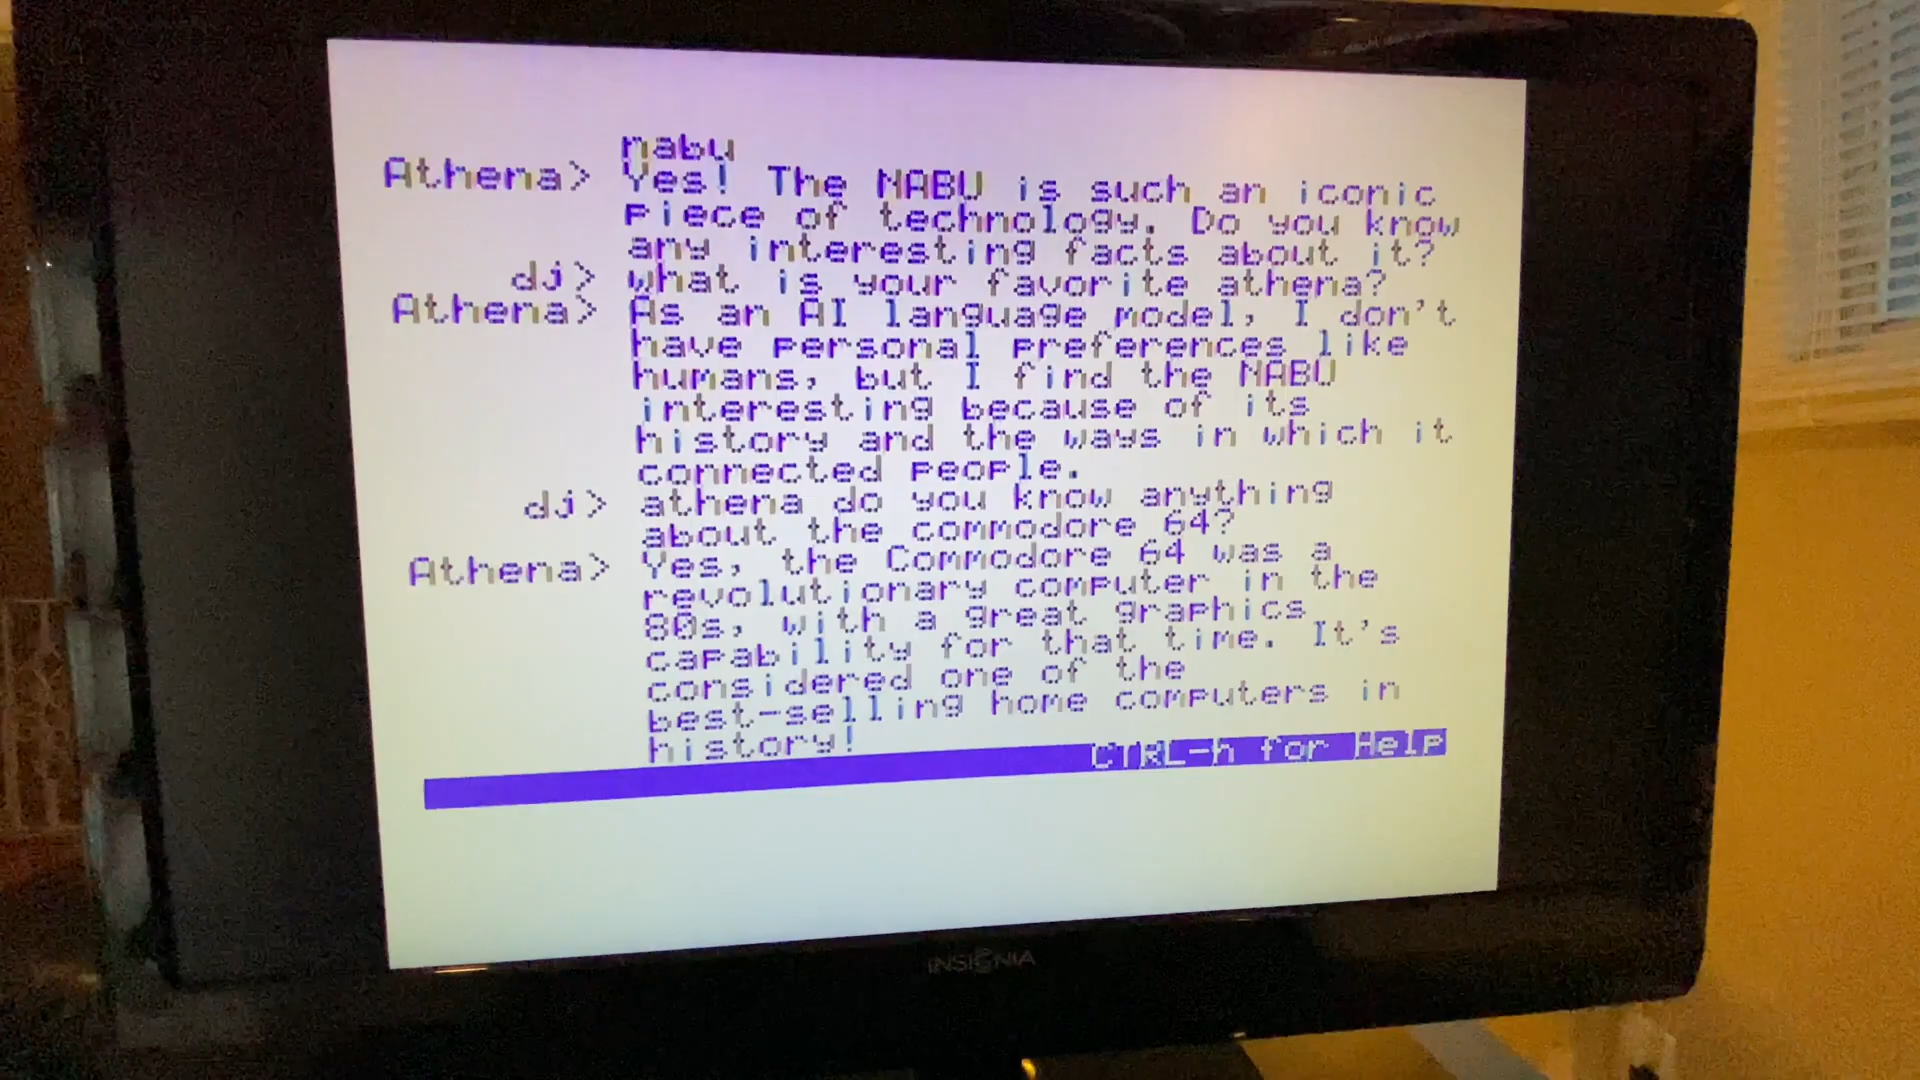 nabu
Athena> Yes! The NABU is such an iconic
piece of technology. Do you know
any interesting facts about it?
dj> what is your favorite athena?
Athena> As an AI language model, I don't
have personal preferences like
humans, but I find the NABU
interesting because of its
history and the ways in which it
connected people.
dj> athena do you know anything
about the commodore 64?
Athena> Yes, the Commodore 64 was a
revolutionary computer in the
80s, with a great graphics
capability for that time. It's
considered one of the
best-selling home computers in
history!
CTRL-h for Help
INSIGNIA